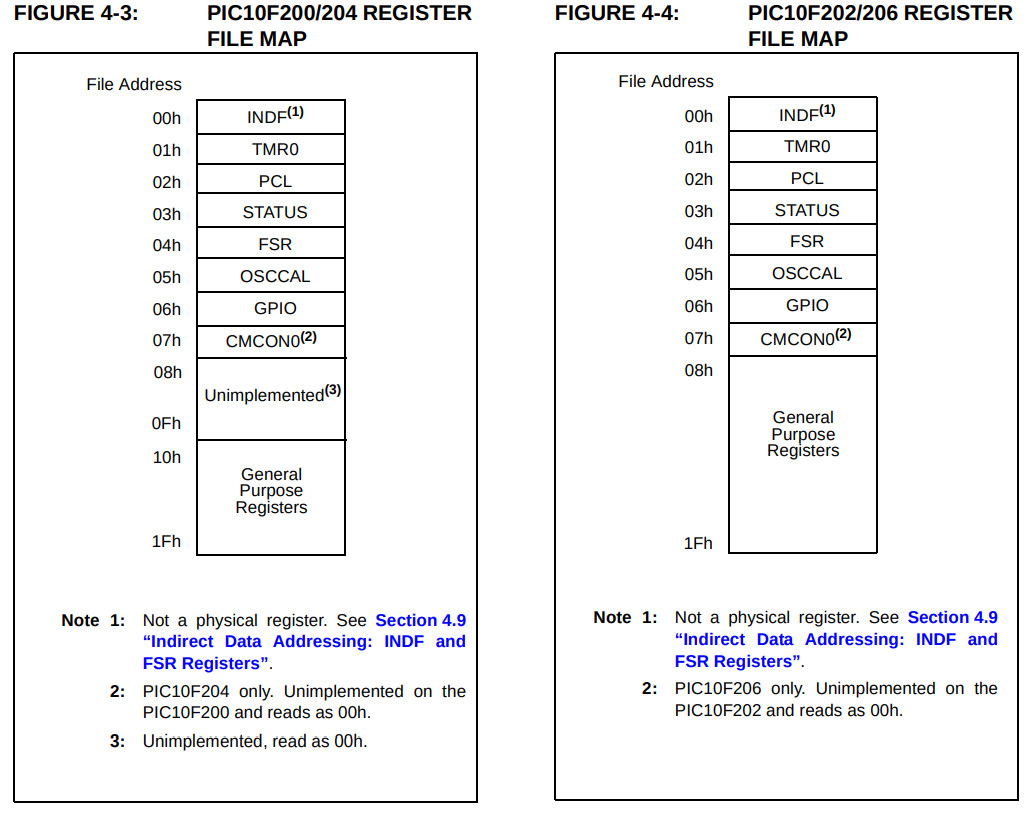 FIGURE 4-3: PIC10F200/204 REGISTER
FILE MAP
File Address
00h INDF(1)
01h TMR0
02h PCL
03h STATUS
04h FSR
05h OSCCAL
06h GPIO
07h CMCON0(2)
08h
Unimplemented(3)
0Fh
10h
General
Purpose
Registers
1Fh
Note 1: Not a physical register. See Section 4.9
“Indirect Data Addressing: INDF and
FSR Registers”.
2: PIC10F204 only. Unimplemented on the
PIC10F200 and reads as 00h.
3: Unimplemented, read as 00h.
FIGURE 4-4: PIC10F202/206 REGISTER
FILE MAP
File Address
00h INDF(1)
01h TMR0
02h PCL
03h STATUS
04h FSR
05h OSCCAL
06h GPIO
07h CMCON0(2)
08h
General
Purpose
Registers
1Fh
Note 1: Not a physical register. See Section 4.9
“Indirect Data Addressing: INDF and
FSR Registers”.
2: PIC10F206 only. Unimplemented on the
PIC10F202 and reads as 00h.